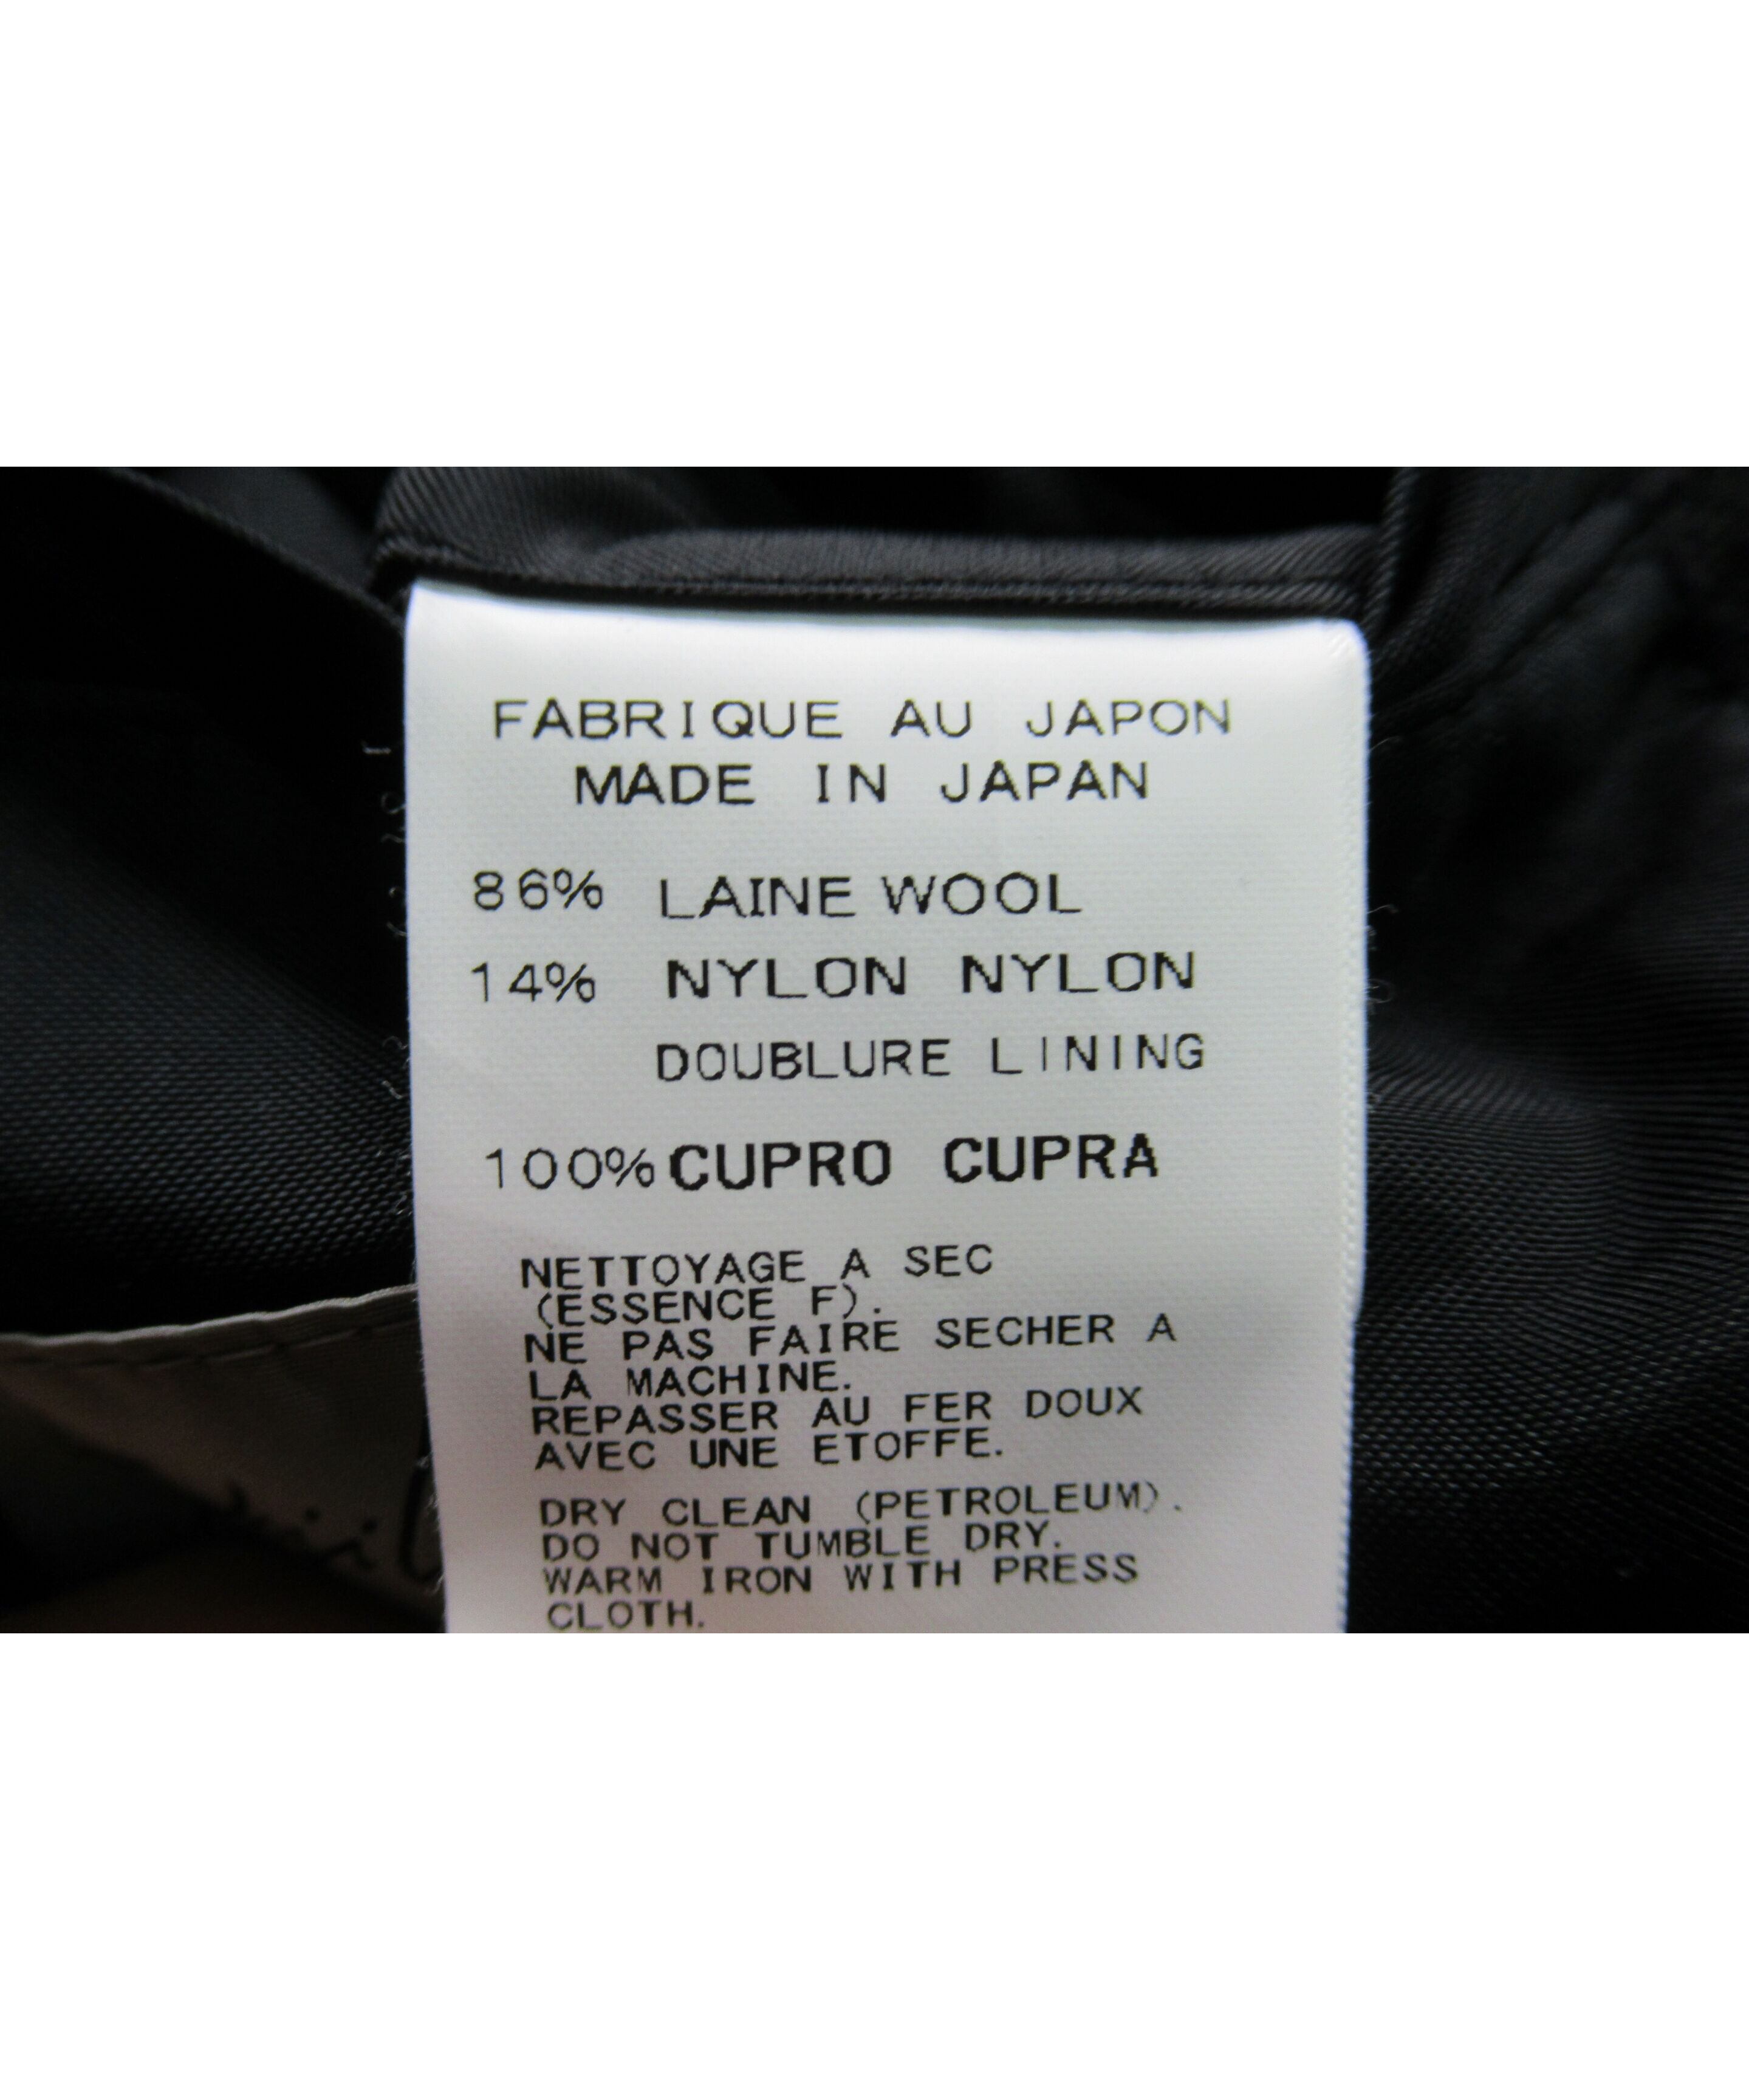 FABRIQUE AU JAPON
MADE IN JAPAN
86% LAINE WOOL
14% NYLON NYLON
DOUBLURE LINING
100% CUPRO CUPRA
NETTOYAGE A SEC
(ESSENCE F).
NE PAS FAIRE SECHER A
LA MACHINE.
REPASSER AU FER DOUX
AVEC UNE ETOFFE.
DRY CLEAN (PETROLEUM).
DO NOT TUMBLE DRY.
WARM IRON WITH PRESS
CLOTH.